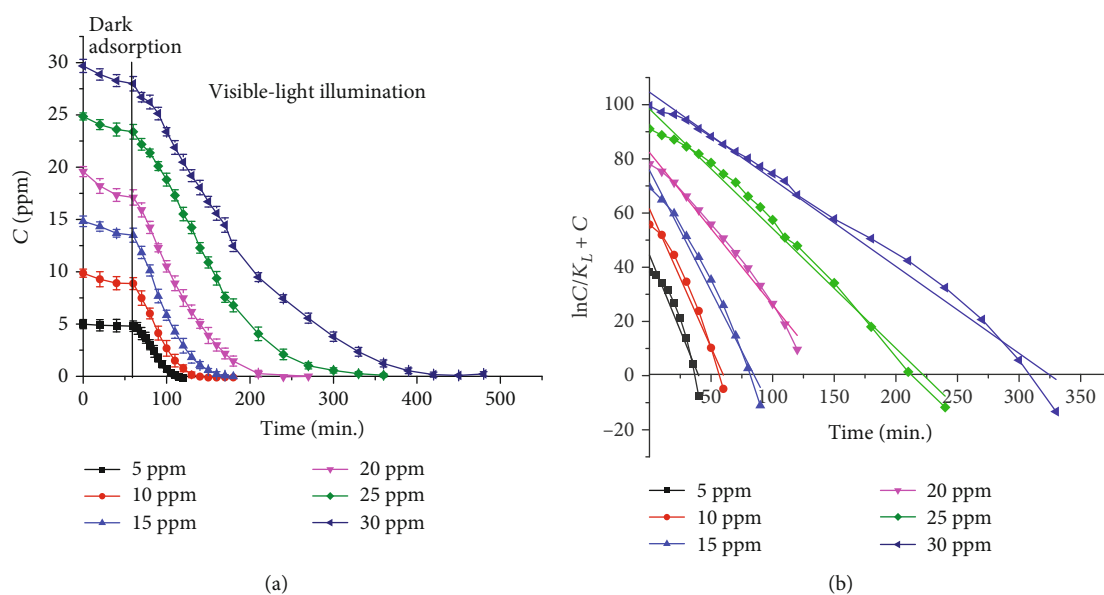 Dark
adsorption
Visible-light illumination
30
25
20
15
10
5
0
C (ppm)
0 100 200 300 400 500
Time (min.)
5 ppm 20 ppm
10 ppm 25 ppm
15 ppm 30 ppm
(a)
100
80
60
40
20
0
–20
lnC/K_L + C
50 100 150 200 250 300 350
Time (min.)
5 ppm 20 ppm
10 ppm 25 ppm
15 ppm 30 ppm
(b)